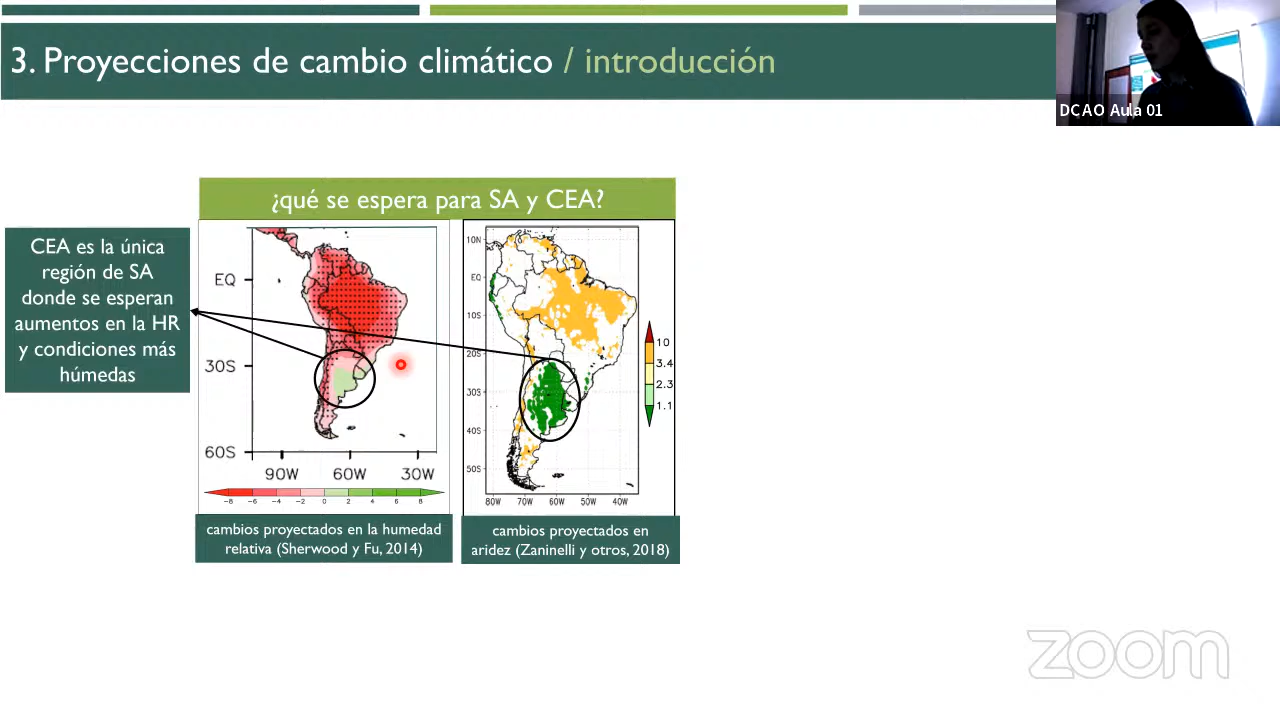 3. Proyecciones de cambio climático / introducción
DCAO Aula 01
¿qué se espera para SA y CEA?
CEA es la única
región de SA
donde se esperan
aumentos en la HR
y condiciones más
húmedas
EQ
30S
60S
90W 60W 30W
-8 -6 -4 -2 0 2 4 6 8
10N
EQ
10S
20S
30S
40S
50S
80W 70W 60W 50W 40W
10
3.4
2.3
1.1
cambios proyectados en la humedad
relativa (Sherwood y Fu, 2014)
cambios proyectados en
aridez (Zaninelli y otros, 2018)
zoom